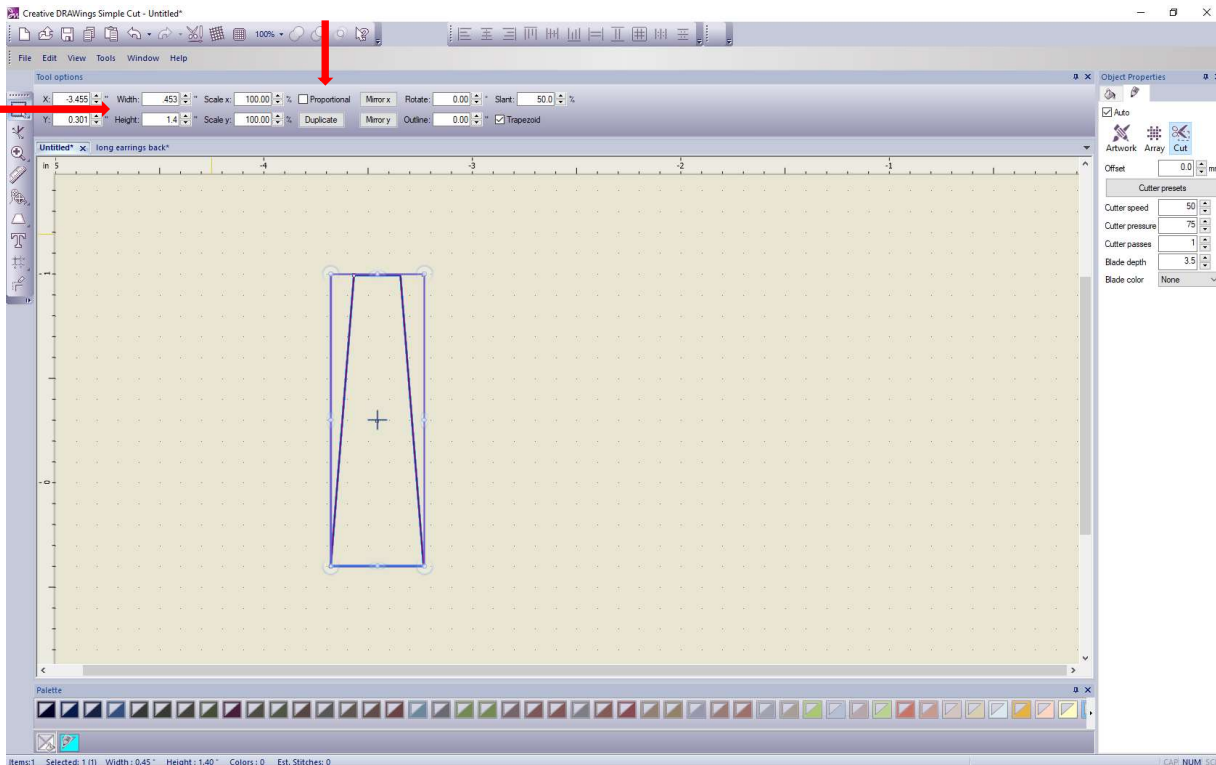 Creative DRAWings Simple Cut - Untitled*
100%
File Edit View Tools Window Help
Tool options
Object Properties
X: -3.455 " Width: .453 " Scale x: 100.00 % Proportional Mirror x Rotate: 0.00 ° Slant: 50.0 %
Y: 0.301 " Height: 1.4 " Scale y: 100.00 % Duplicate Mirror y Outline: 0.00 " Trapezoid
Auto
Artwork Array Cut
Untitled* x long earrings back*
in 5 -4 -3 -2 -1
Offset 0.0 mm
Cutter presets
Cutter speed 50
Cutter pressure 75
Cutter passes 1
Blade depth 3.5
Blade color None
1
0
Palette
Items:1 Selected: 1 (1) Width : 0.45 " Height : 1.40 " Colors : 0 Est. Stitches: 0 CAP NUM